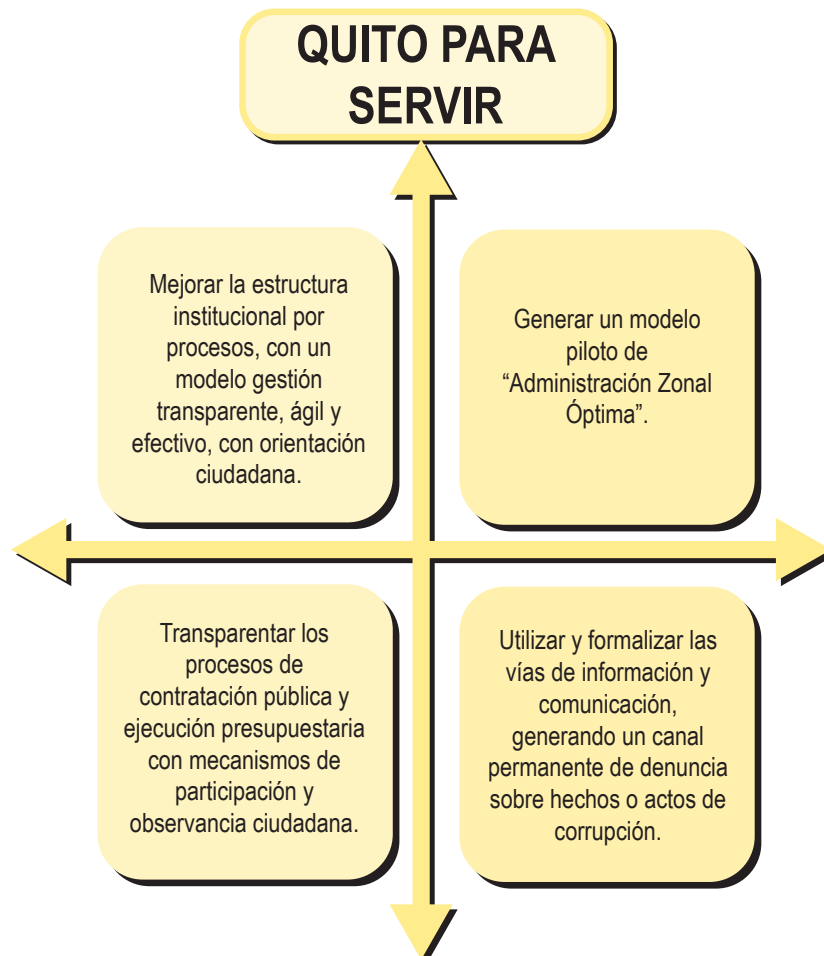 QUITO PARA
SERVIR
Mejorar la estructura
institucional por
procesos, con un
modelo gestión
transparente, ágil y
efectivo, con orientación
ciudadana.
Generar un modelo
piloto de
“Administración Zonal
Óptima”.
Transparentar los
procesos de
contratación pública y
ejecución presupuestaria
con mecanismos de
participación y
observancia ciudadana.
Utilizar y formalizar las
vías de información y
comunicación,
generando un canal
permanente de denuncia
sobre hechos o actos de
corrupción.